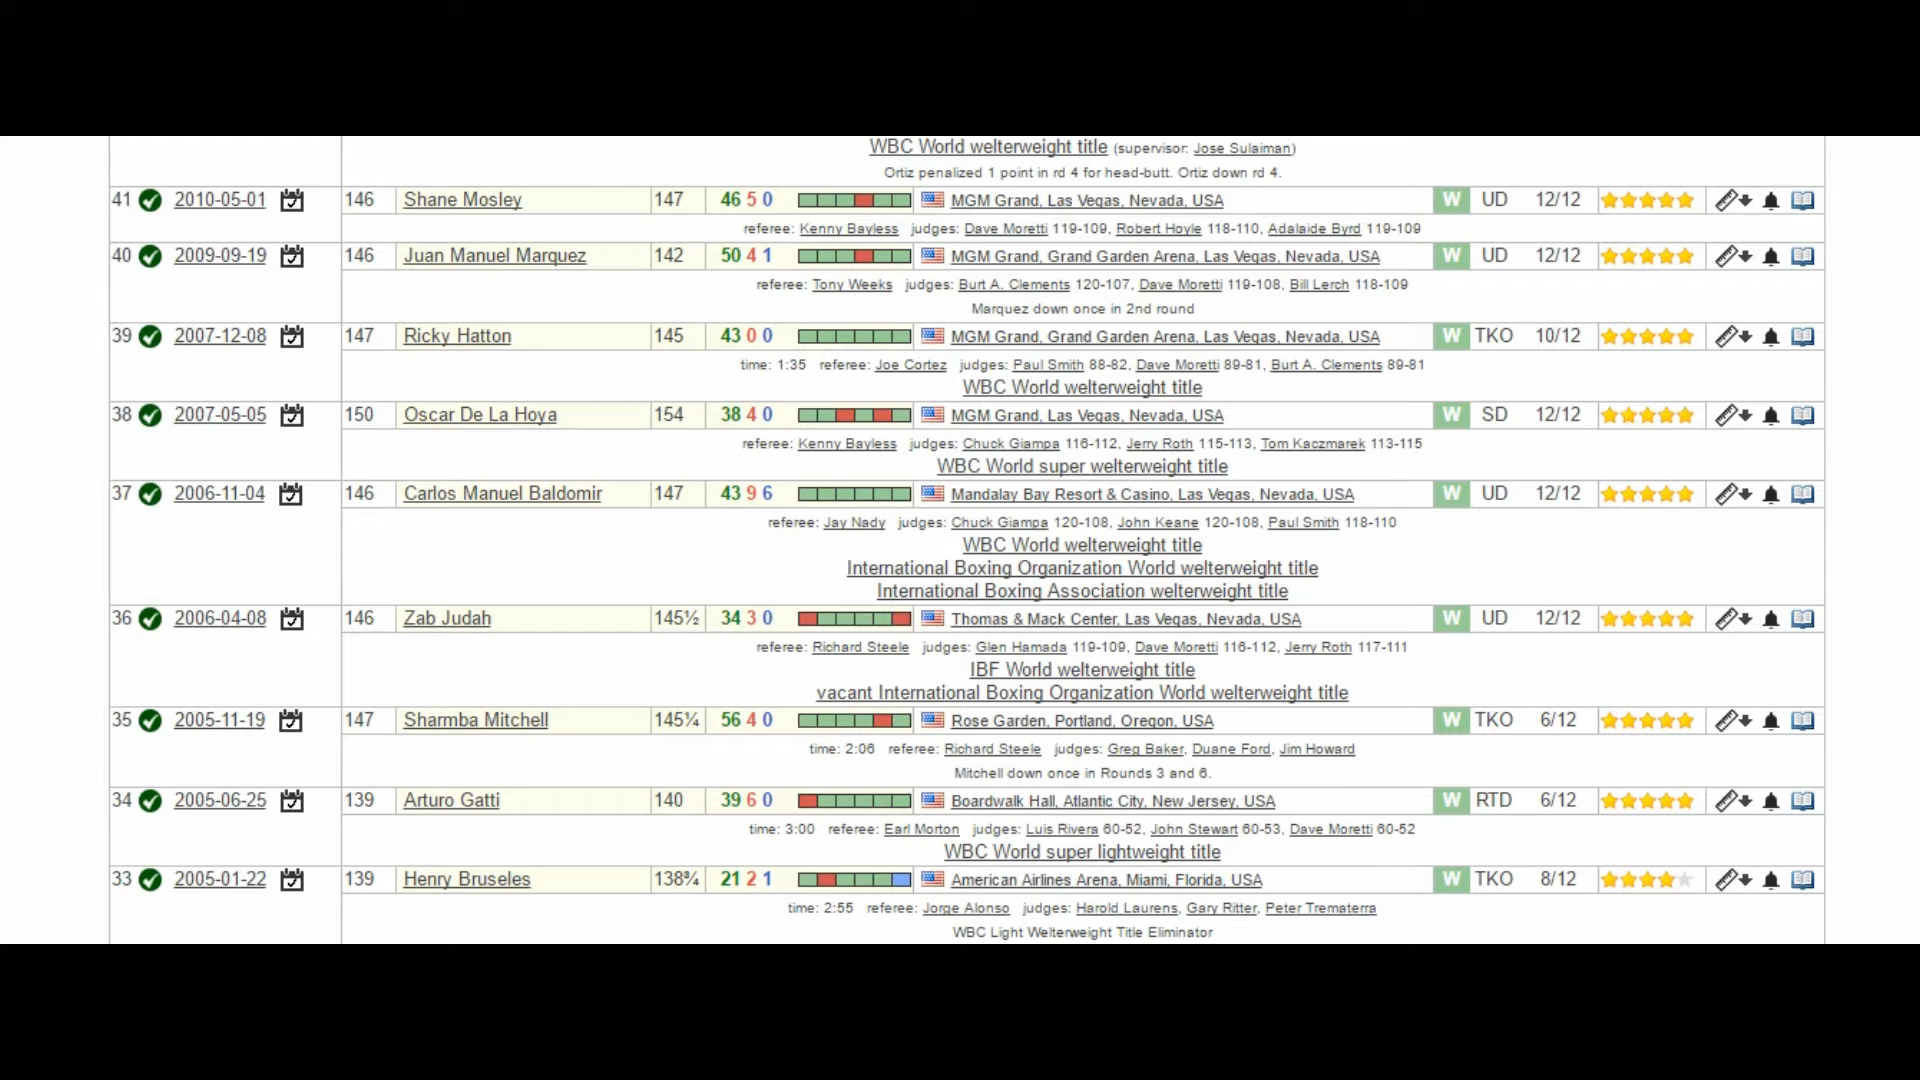 WBC World welterweight title (supervisor: Jose Sulaiman)
Ortiz penalized 1 point in rd 4 for head-butt. Ortiz down rd 4.
41 2010-05-01 146 Shane Mosley 147 46 5 0 MGM Grand, Las Vegas, Nevada, USA W UD 12/12
referee: Kenny Bayless judges: Dave Moretti 119-109, Robert Hoyle 118-110, Adalaide Byrd 119-109
40 2009-09-19 146 Juan Manuel Marquez 142 50 4 1 MGM Grand, Grand Garden Arena, Las Vegas, Nevada, USA W UD 12/12
referee: Tony Weeks judges: Burt A. Clements 120-107, Dave Moretti 119-108, Bill Lerch 118-109
Marquez down once in 2nd round
39 2007-12-08 147 Ricky Hatton 145 43 0 0 MGM Grand, Grand Garden Arena, Las Vegas, Nevada, USA W TKO 10/12
time: 1:35 referee: Joe Cortez judges: Paul Smith 88-82, Dave Moretti 89-81, Burt A. Clements 89-81
WBC World welterweight title
38 2007-05-05 150 Oscar De La Hoya 154 38 4 0 MGM Grand, Las Vegas, Nevada, USA W SD 12/12
referee: Kenny Bayless judges: Chuck Giampa 116-112, Jerry Roth 115-113, Tom Kaczmarek 113-115
WBC World super welterweight title
37 2006-11-04 146 Carlos Manuel Baldomir 147 43 9 6 Mandalay Bay Resort & Casino, Las Vegas, Nevada, USA W UD 12/12
referee: Jay Nady judges: Chuck Giampa 120-108, John Keane 120-108, Paul Smith 118-110
WBC World welterweight title
International Boxing Organization World welterweight title
International Boxing Association welterweight title
36 2006-04-08 146 Zab Judah 145½ 34 3 0 Thomas & Mack Center, Las Vegas, Nevada, USA W UD 12/12
referee: Richard Steele judges: Glen Hamada 119-109, Dave Moretti 116-112, Jerry Roth 117-111
IBF World welterweight title
vacant International Boxing Organization World welterweight title
35 2005-11-19 147 Sharmba Mitchell 145¼ 56 4 0 Rose Garden, Portland, Oregon, USA W TKO 6/12
time: 2:06 referee: Richard Steele judges: Greg Baker, Duane Ford, Jim Howard
Mitchell down once in Rounds 3 and 6.
34 2005-06-25 139 Arturo Gatti 140 39 6 0 Boardwalk Hall, Atlantic City, New Jersey, USA W RTD 6/12
time: 3:00 referee: Earl Morton judges: Luis Rivera 60-52, John Stewart 60-53, Dave Moretti 60-52
WBC World super lightweight title
33 2005-01-22 139 Henry Bruseles 138¾ 21 2 1 American Airlines Arena, Miami, Florida, USA W TKO 8/12
time: 2:55 referee: Jorge Alonso judges: Harold Laurens, Gary Ritter, Peter Trematerra
WBC Light Welterweight Title Eliminator